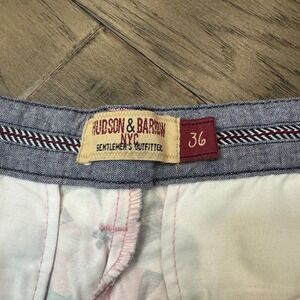 HUDSON & BARROW
NYC
GENTLEMEN'S OUTFITTER
36